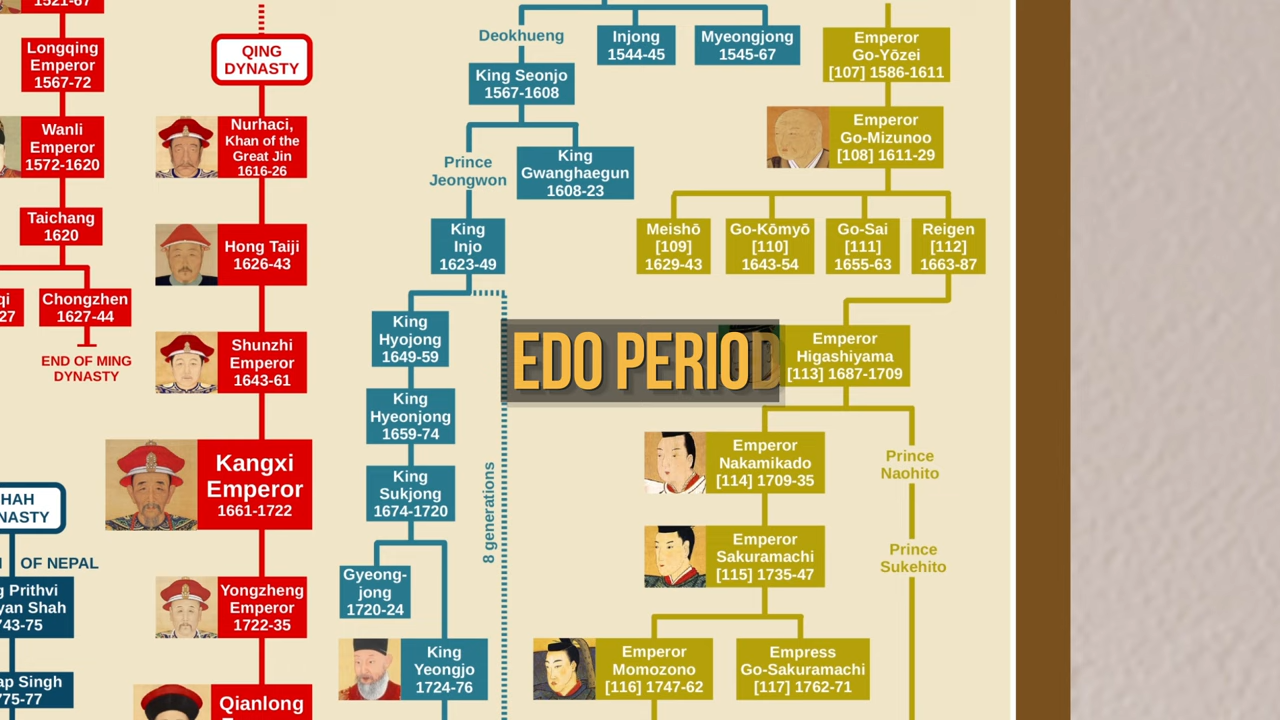 1521-67
Longqing
Emperor
1567-72
Wanli
Emperor
1572-1620
Taichang
1620
27
Chongzhen
1627-44
END OF MING
DYNASTY
OF NEPAL
QING
DYNASTY
Nurhaci,
Khan of the
Great Jin
1616-26
Hong Taiji
1626-43
Shunzhi
Emperor
1643-61
Kangxi
Emperor
1661-1722
Yongzheng
Emperor
1722-35
Qianlong
Deokhueng
Injong
1544-45
Myeongjong
1545-67
King Seonjo
1567-1608
Prince
Jeongwon
King
Gwanghaegun
1608-23
King
Injo
1623-49
King
Hyojong
1649-59
King
Hyeonjong
1659-74
King
Sukjong
1674-1720
8 generations
Gyeong-
jong
1720-24
King
Yeongjo
1724-76
EDO PERIOD
Emperor
Go-Yōzei
[107] 1586-1611
Emperor
Go-Mizunoo
[108] 1611-29
Meishō
[109]
1629-43
Go-Kōmyō
[110]
1643-54
Go-Sai
[111]
1655-63
Reigen
[112]
1663-87
Emperor
Higashiyama
[113] 1687-1709
Emperor
Nakamikado
[114] 1709-35
Prince
Naohito
Emperor
Sakuramachi
[115] 1735-47
Prince
Sukehito
Emperor
Momozono
[116] 1747-62
Empress
Go-Sakuramachi
[117] 1762-71